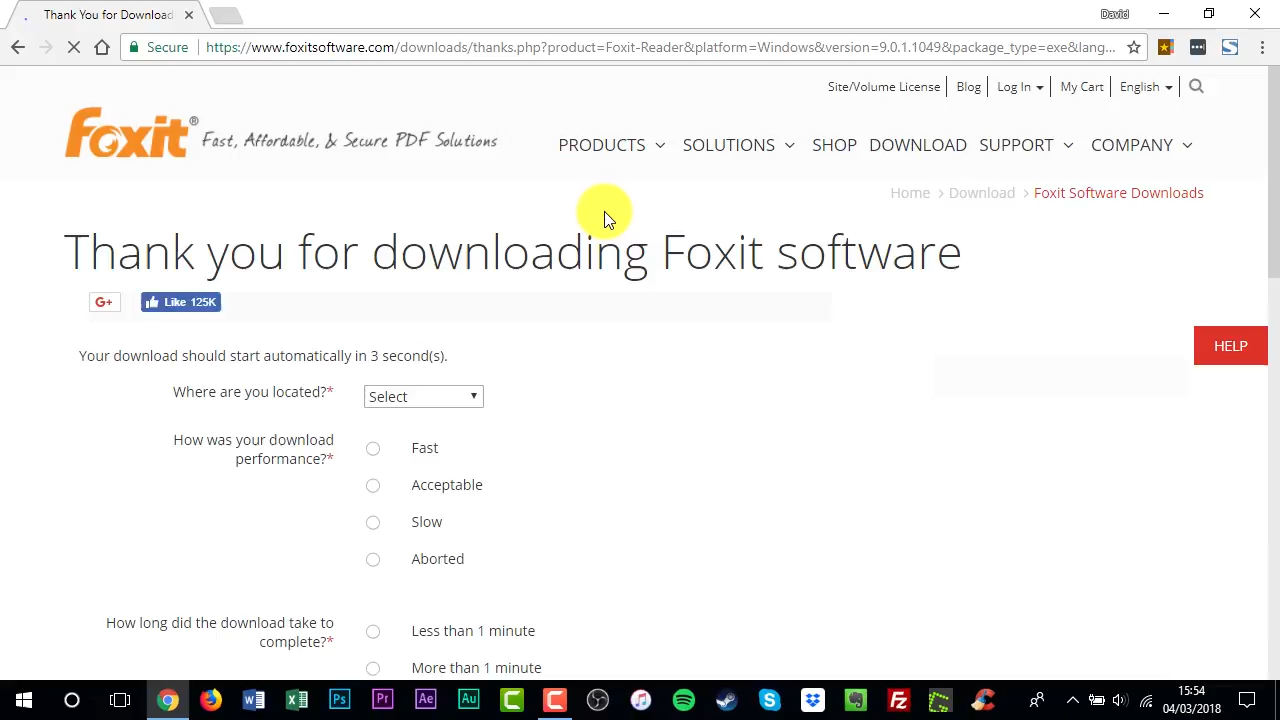 Thank You for Download
David
Secure
https://www.foxitsoftware.com/downloads/thanks.php?product=Foxit-Reader&platform=Windows&version=9.0.1.1049&package_type=exe&lang...
Site/Volume License
Blog
Log In
My Cart
English
foxit®
Fast, Affordable, & Secure PDF Solutions
PRODUCTS
SOLUTIONS
SHOP
DOWNLOAD
SUPPORT
COMPANY
Home > Download > Foxit Software Downloads
Thank you for downloading Foxit software
G+
Like 125K
Your download should start automatically in 3 second(s).
HELP
Where are you located?*
Select
How was your download
performance?*
Fast
Acceptable
Slow
Aborted
How long did the download take to
complete?*
Less than 1 minute
More than 1 minute
Ps
Pr
Ae
Au
15:54
04/03/2018